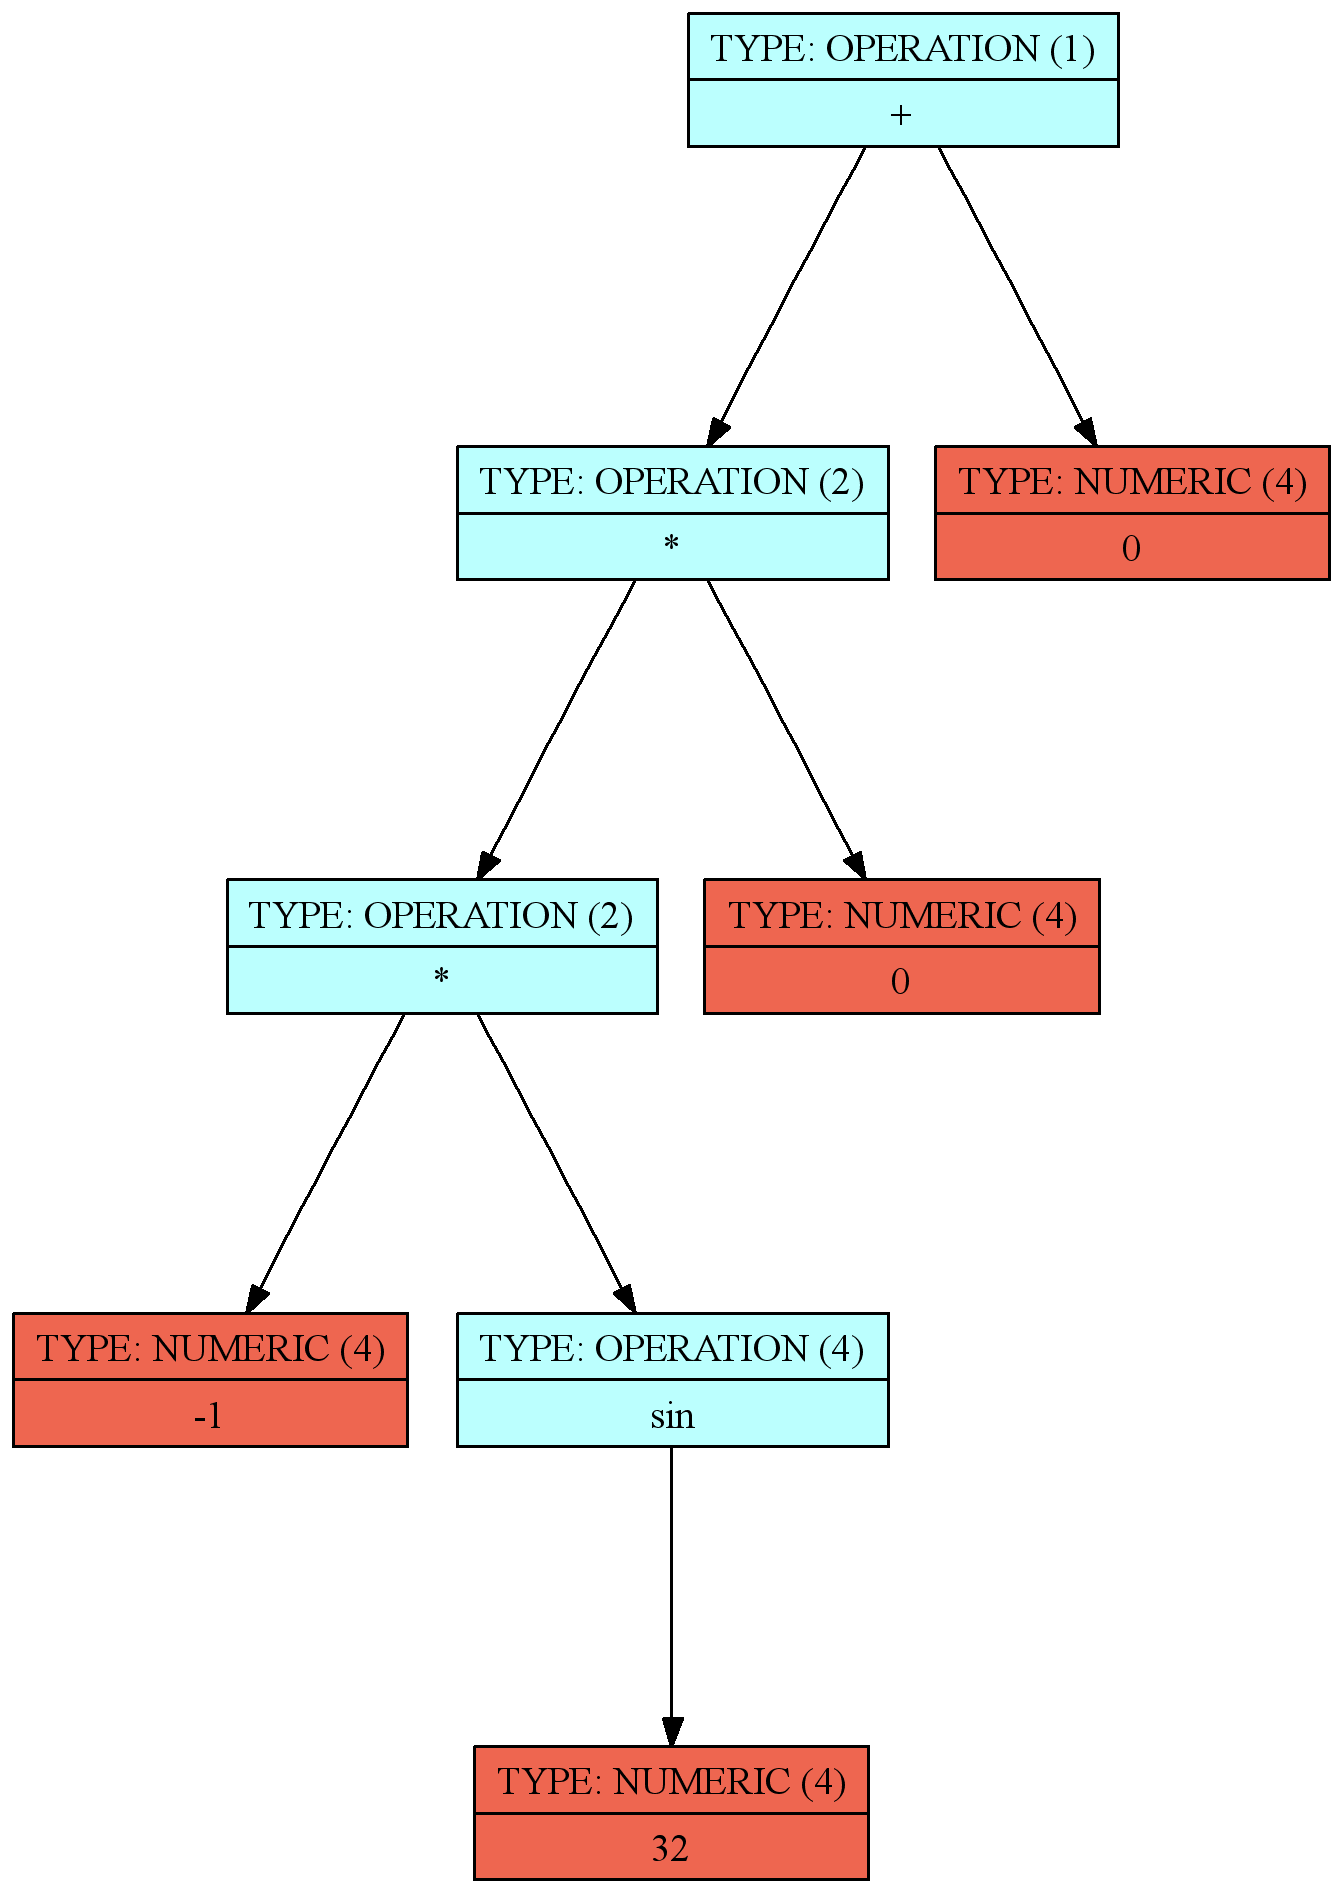 TYPE: OPERATION (1)
+
TYPE: OPERATION (2)
*
TYPE: NUMERIC (4)
0
TYPE: OPERATION (2)
*
TYPE: NUMERIC (4)
0
TYPE: NUMERIC (4)
-1
TYPE: OPERATION (4)
sin
TYPE: NUMERIC (4)
32